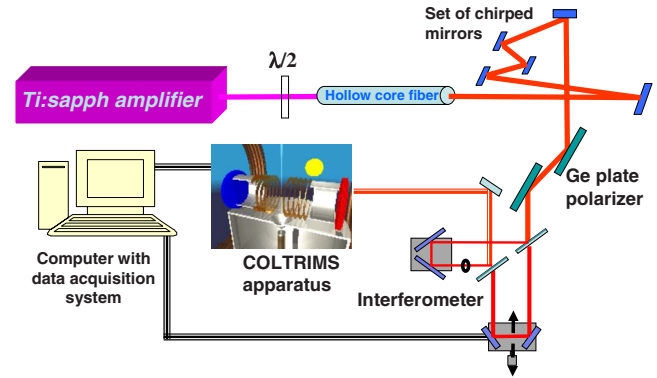 Set of chirped
mirrors
λ/2
Ti:sapph amplifier
Hollow core fiber
Ge plate
polarizer
Computer with
data acquisition
system
COLTRIMS
apparatus
Interferometer